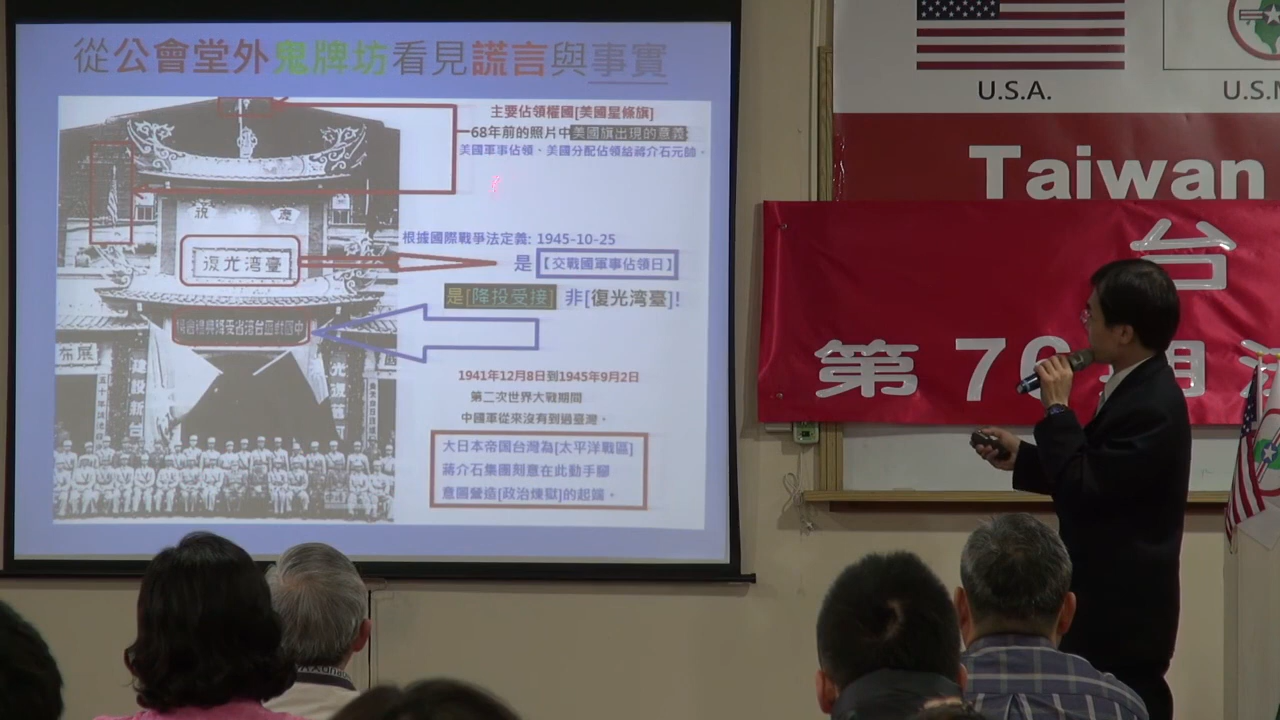 從公會堂外鬼牌坊看見謊言與事實
主要佔領權國[美國星條旗]
68年前的照片中美國旗出現的意義:
美國軍事佔領、美國分配佔領給蔣介石元帥。
慶
祝
復光湾臺
根據國際戰爭法定義: 1945-10-25
是【交戰國軍事佔領日】
是[降投受接] 非[復光湾臺]!
布展
1941年12月8日到1945年9月2日
第二次世界大戰期間
中國軍從來沒有到過臺灣。
大日本帝国台灣為[太平洋戰區]
蔣介石集團刻意在此動手腳
意圖營造[政治煉獄]的起端。
U.S.A.
U.S.M
Taiwan
台
第 76 期